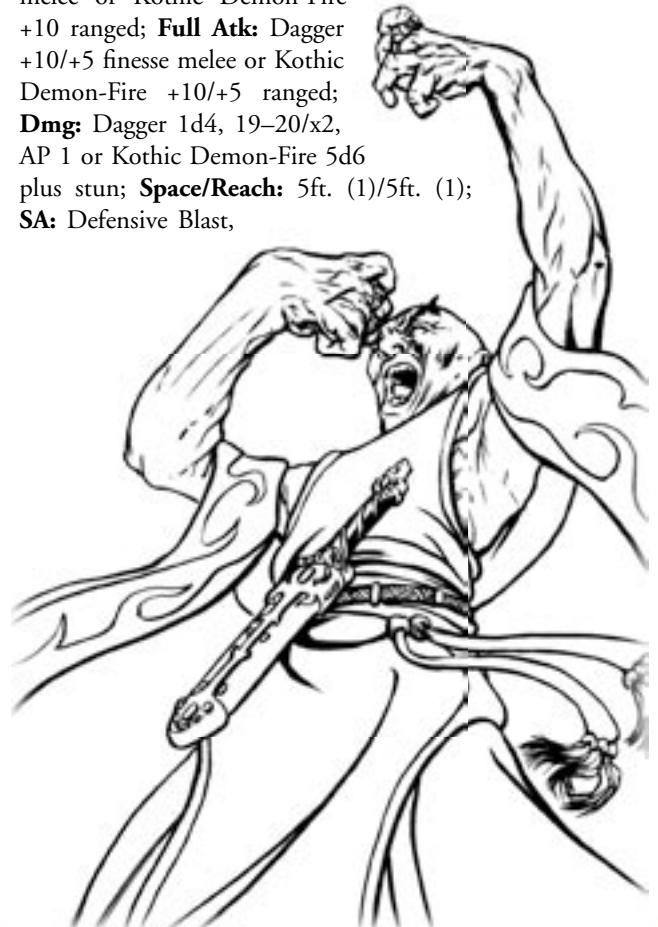 melee or Kothic Demon-Fire
+10 ranged; Full Atk: Dagger
+10/+5 finesse melee or Kothic
Demon-Fire +10/+5 ranged;
Dmg: Dagger 1d4, 19–20/x2,
AP 1 or Kothic Demon-Fire 5d6
plus stun; Space/Reach: 5ft. (1)/5ft. (1);
SA: Defensive Blast,